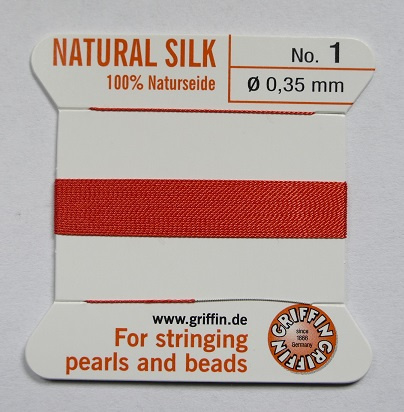 NATURAL SILK
100% Naturseide
No. 1
Ø 0,35 mm
www.griffin.de
For stringing
pearls and beads
GRIFFIN GRIFFIN
since
1866
Germany